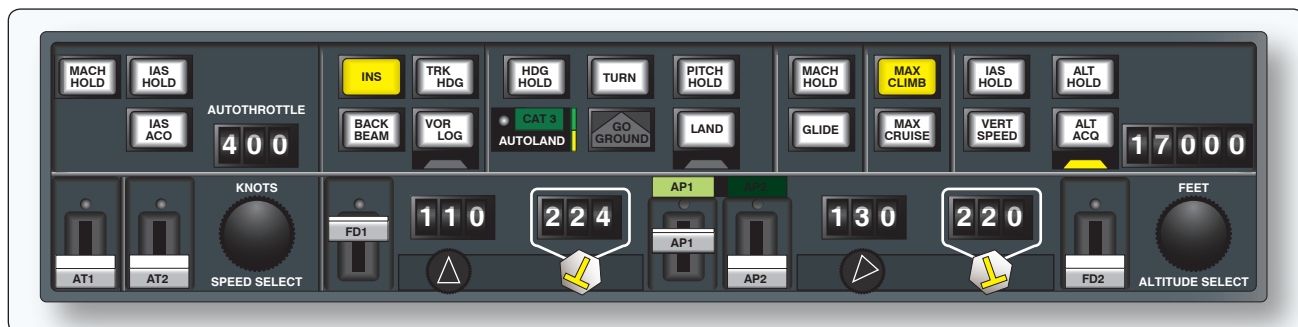 MACH HOLD
IAS HOLD
INS
TRK HDG
HDG HOLD
TURN
PITCH HOLD
MACH HOLD
MAX CLIMB
IAS HOLD
ALT HOLD
IAS ACO
AUTOTHROTTLE
400
BACK BEAM
VOR LOG
CAT 3
AUTOLAND
GO GROUND
LAND
GLIDE
MAX CRUISE
VERT SPEED
ALT ACQ
17000
AT1
AT2
KNOTS
SPEED SELECT
FD1
110
224
AP1
AP2
AP1
AP2
130
220
FD2
FEET
ALTITUDE SELECT